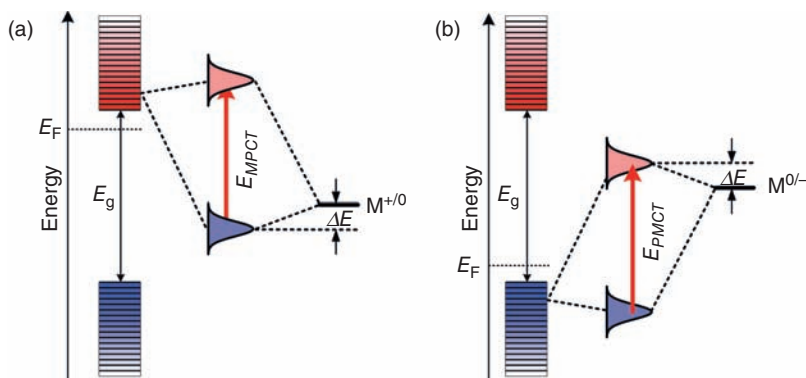 (a)
Energy
E_F
E_g
E_MPCT
M^+/0
ΔE
(b)
Energy
E_F
E_g
E_PMCT
M^0/–
ΔE